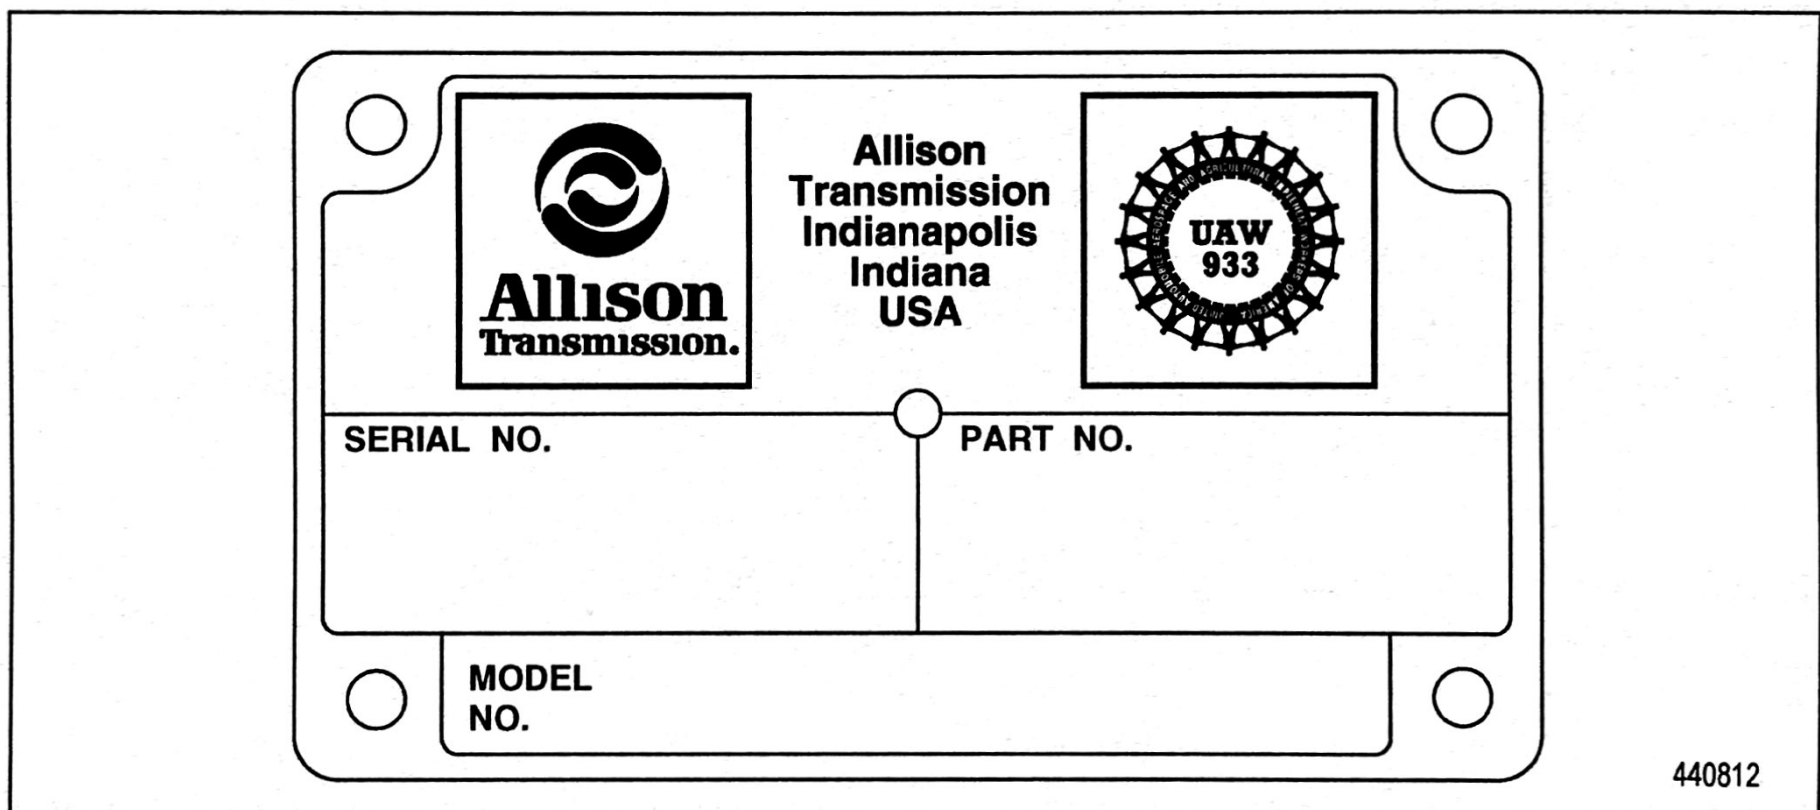 Allison
Transmission.
Allison
Transmission
Indianapolis
Indiana
USA
UAW
933
SERIAL NO.
PART NO.
MODEL
NO.
440812